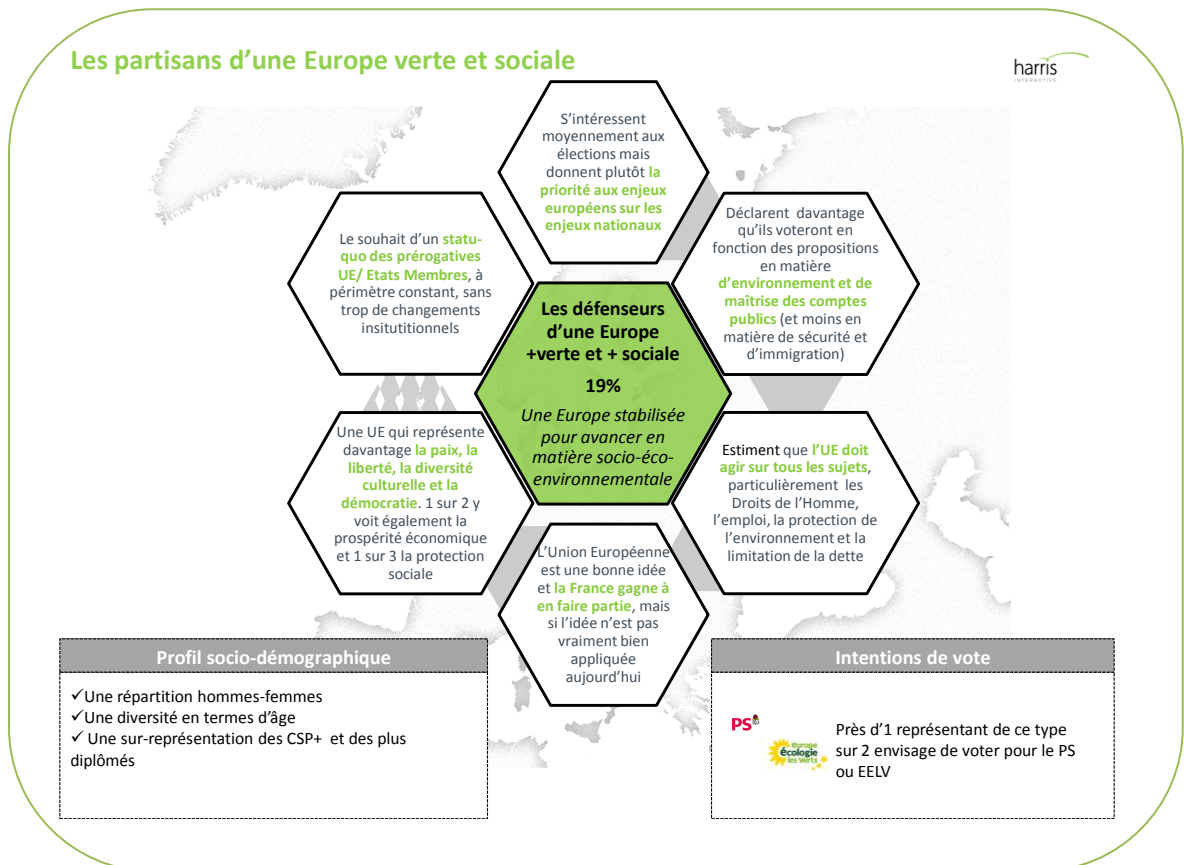 Les partisans d'une Europe verte et sociale
harris
INTERACTIVE
S'intéressent
moyennement aux
élections mais
donnent plutôt la
priorité aux enjeux
européens sur les
enjeux nationaux
Le souhait d'un statu-
quo des prérogatives
UE/ Etats Membres, à
périmètre constant, sans
trop de changements
insitutitionnels
Déclarent davantage
qu'ils voteront en
fonction des propositions
en matière
d'environnement et de
maîtrise des comptes
publics (et moins en
matière de sécurité et
d'immigration)
Les défenseurs
d'une Europe
+verte et + sociale
19%
Une Europe stabilisée
pour avancer en
matière socio-éco-
environnementale
Une UE qui représente
davantage la paix, la
liberté, la diversité
culturelle et la
démocratie. 1 sur 2 y
voit également la
prospérité économique
et 1 sur 3 la protection
sociale
Estiment que l'UE doit
agir sur tous les sujets,
particulièrement les
Droits de l'Homme,
l'emploi, la protection de
l'environnement et la
limitation de la dette
L'Union Européenne
est une bonne idée
et la France gagne à
en faire partie, mais
si l'idée n'est pas
vraiment bien
appliquée
aujourd'hui
Profil socio-démographique
✓Une répartition hommes-femmes
✓Une diversité en termes d'âge
✓ Une sur-représentation des CSP+ et des plus
diplômés
Intentions de vote
PS
europe
écologie
les verts
Près d'1 représentant de ce type
sur 2 envisage de voter pour le PS
ou EELV